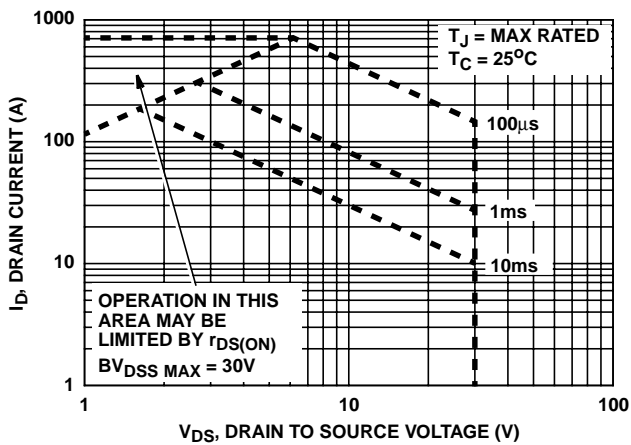 1000
100
10
1
I_D, DRAIN CURRENT (A)
T_J = MAX RATED
T_C = 25°C
100μs
1ms
10ms
OPERATION IN THIS
AREA MAY BE
LIMITED BY r_DS(ON)
BV_DSS MAX = 30V
1
10
100
V_DS, DRAIN TO SOURCE VOLTAGE (V)